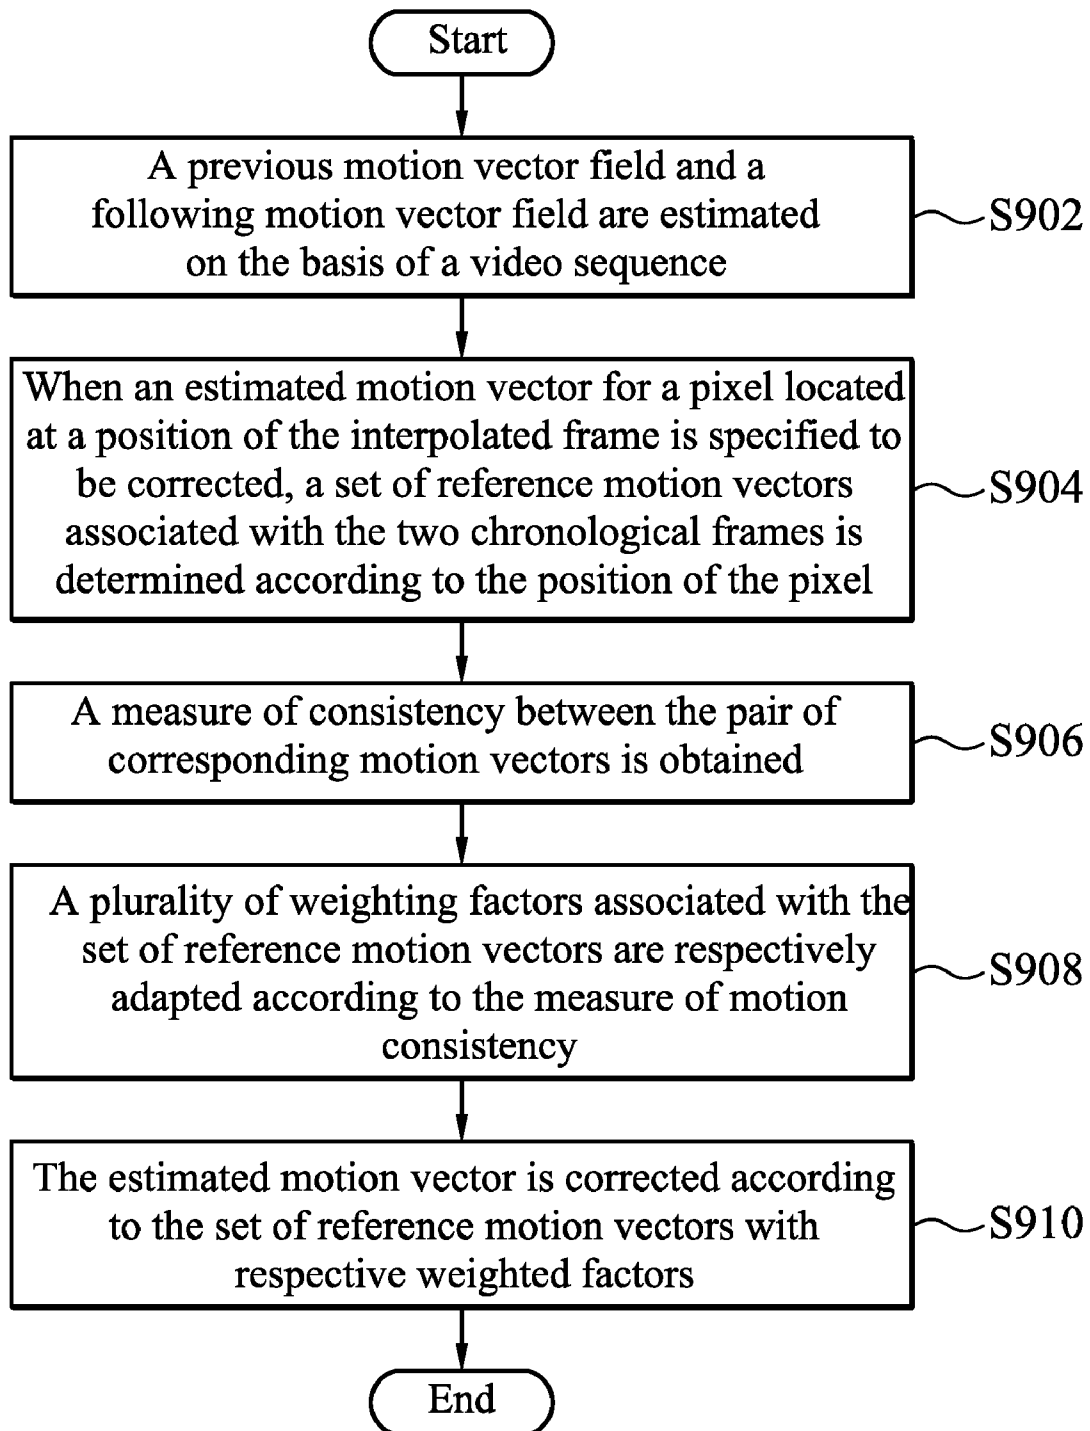 Start
A previous motion vector field and a
following motion vector field are estimated
on the basis of a video sequence
S902
When an estimated motion vector for a pixel located
at a position of the interpolated frame is specified to
be corrected, a set of reference motion vectors
associated with the two chronological frames is
determined according to the position of the pixel
S904
A measure of consistency between the pair of
corresponding motion vectors is obtained
S906
A plurality of weighting factors associated with the
set of reference motion vectors are respectively
adapted according to the measure of motion
consistency
S908
The estimated motion vector is corrected according
to the set of reference motion vectors with
respective weighted factors
S910
End